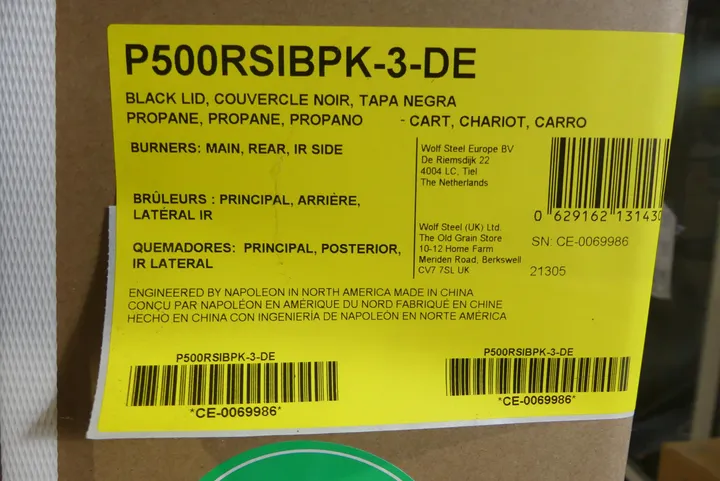 P500RSIBPK-3-DE
BLACK LID, COUVERCLE NOIR, TAPA NEGRA
PROPANE, PROPANE, PROPANO - CART, CHARIOT, CARRO
BURNERS: MAIN, REAR, IR SIDE
BRÛLEURS : PRINCIPAL, ARRIÈRE,
LATÉRAL IR
QUEMADORES: PRINCIPAL, POSTERIOR,
IR LATERAL
Wolf Steel Europe BV
De Riemsdijk 22
4004 LC, Tiel
The Netherlands
Wolf Steel (UK) Ltd.
The Old Grain Store
10-12 Home Farm
Meriden Road, Berkswell
CV7 7SL UK
0 629162 131430
SN: CE-0069986
21305
ENGINEERED BY NAPOLEON IN NORTH AMERICA MADE IN CHINA
CONÇU PAR NAPOLÉON EN AMÉRIQUE DU NORD FABRIQUÉ EN CHINE
HECHO EN CHINA CON INGENIERÍA DE NAPOLEÓN EN NORTE AMÉRICA
P500RSIBPK-3-DE
*CE-0069986*
P500RSIBPK-3-DE
*CE-0069986*